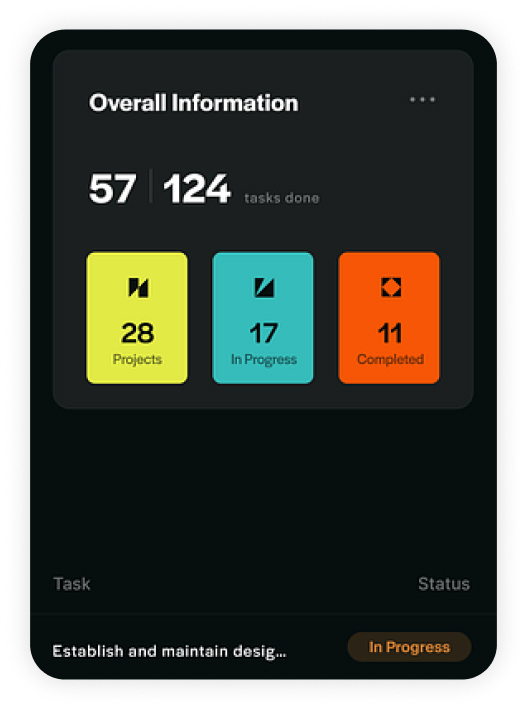 Overall Information
57 | 124 tasks done
28 17 11
Projects In Progress Completed
Task Status
Establish and maintain desig... In Progress